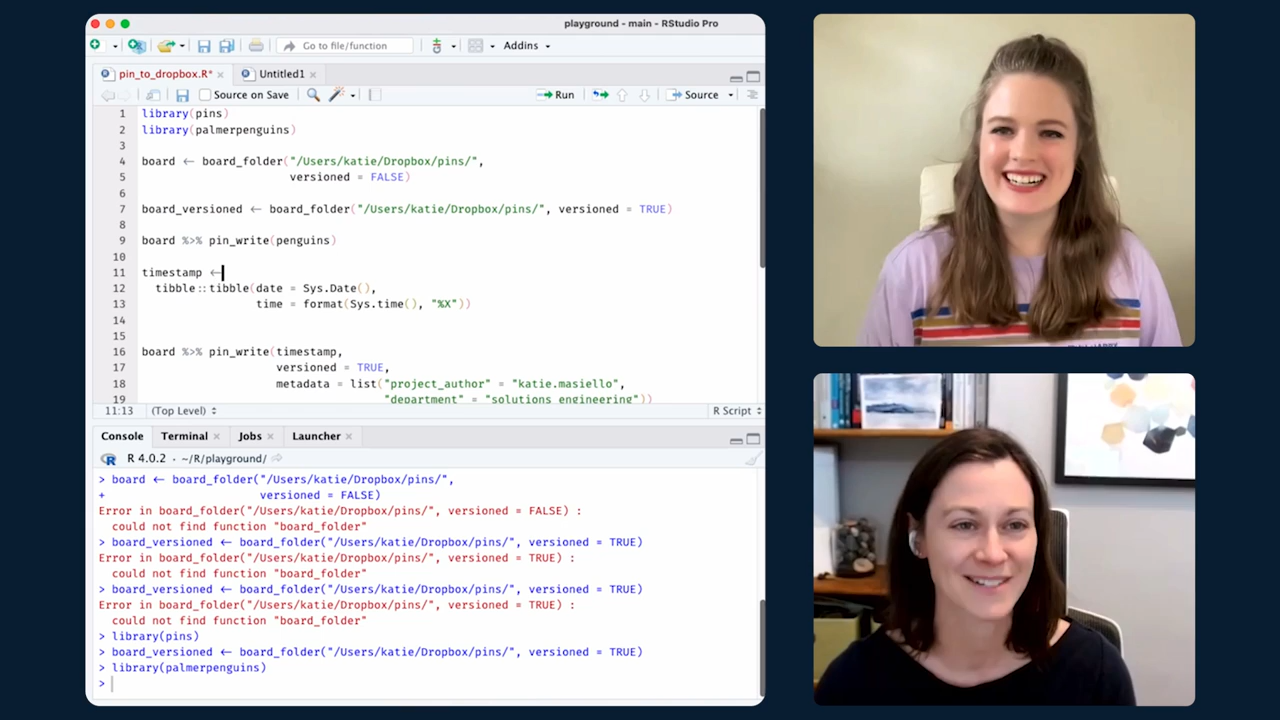 playground - main - RStudio Pro
Go to file/function
Addins
pin_to_dropbox.R* Untitled1
Source on Save Run Source
1 library(pins)
2 library(palmerpenguins)
3
4 board <- board_folder("/Users/katie/Dropbox/pins/",
5 versioned = FALSE)
6
7 board_versioned <- board_folder("/Users/katie/Dropbox/pins/", versioned = TRUE)
8
9 board %>% pin_write(penguins)
10
11 timestamp <-
12 tibble::tibble(date = Sys.Date(),
13 time = format(Sys.time(), "%X"))
14
15
16 board %>% pin_write(timestamp,
17 versioned = TRUE,
18 metadata = list("project_author" = "katie.masiello",
19 "department" = "solutions engineering"))
11:13 (Top Level) R Script
Console Terminal Jobs Launcher
R 4.0.2 · ~/R/playground/
> board <- board_folder("/Users/katie/Dropbox/pins/",
+ versioned = FALSE)
Error in board_folder("/Users/katie/Dropbox/pins/", versioned = FALSE) :
could not find function "board_folder"
> board_versioned <- board_folder("/Users/katie/Dropbox/pins/", versioned = TRUE)
Error in board_folder("/Users/katie/Dropbox/pins/", versioned = TRUE) :
could not find function "board_folder"
> board_versioned <- board_folder("/Users/katie/Dropbox/pins/", versioned = TRUE)
Error in board_folder("/Users/katie/Dropbox/pins/", versioned = TRUE) :
could not find function "board_folder"
> library(pins)
> board_versioned <- board_folder("/Users/katie/Dropbox/pins/", versioned = TRUE)
> library(palmerpenguins)
>